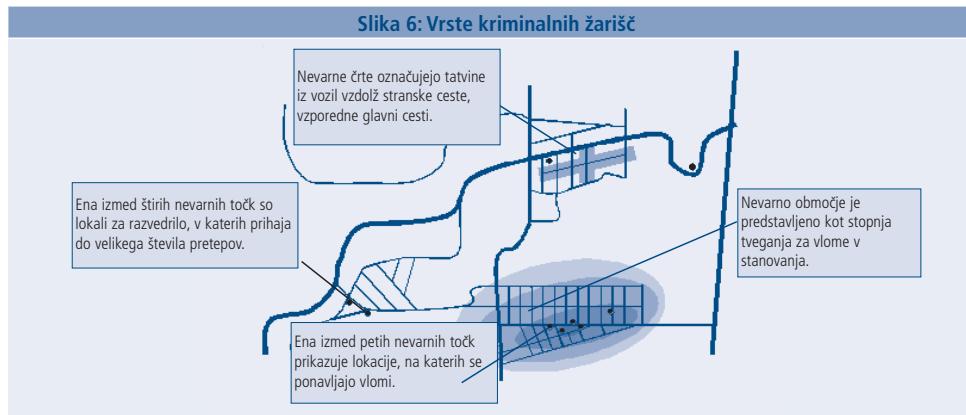 Slika 6: Vrste kriminalnih žarišč
Nevarne črte označujejo tatvine
iz vozil vzdolž stranske ceste,
vzporedne glavni cesti.
Ena izmed štirih nevarnih točk so
lokali za razvedrilo, v katerih prihaja
do velikega števila pretepov.
Nevarno območje je
predstavljeno kot stopnja
tveganja za vlome v
stanovanja.
Ena izmed petih nevarnih točk
prikazuje lokacije, na katerih se
ponavljajo vlomi.